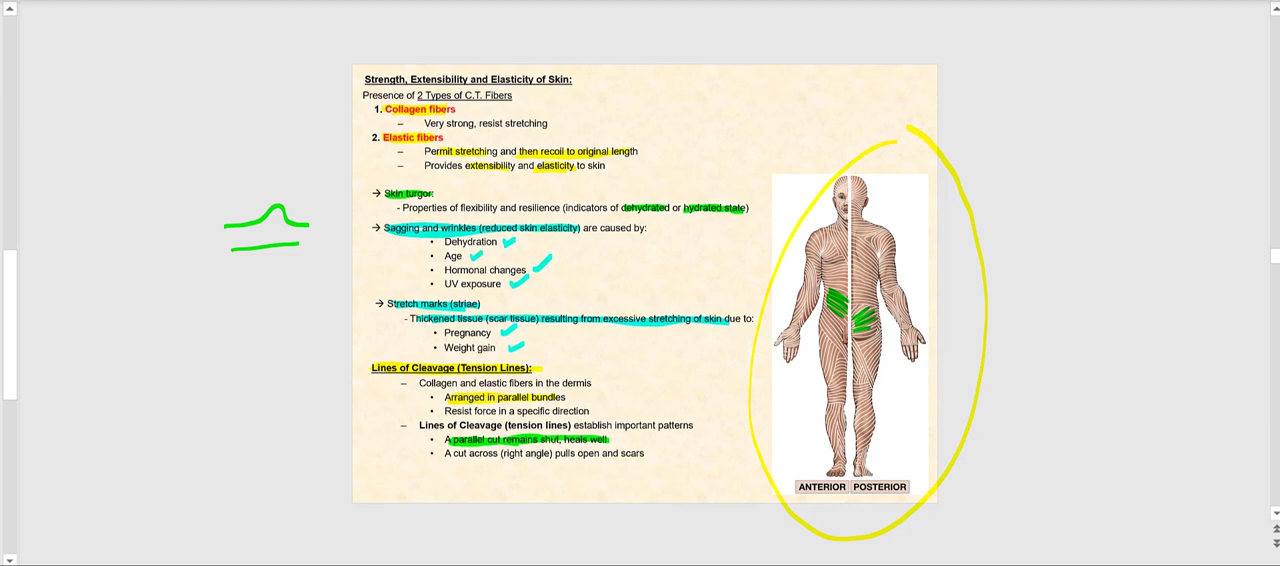 Strength, Extensibility and Elasticity of Skin:
Presence of 2 Types of C.T. Fibers
1. Collagen fibers
– Very strong, resist stretching
2. Elastic fibers
– Permit stretching and then recoil to original length
– Provides extensibility and elasticity to skin
→ Skin turgor:
- Properties of flexibility and resilience (indicators of dehydrated or hydrated state)
→ Sagging and wrinkles (reduced skin elasticity) are caused by:
• Dehydration
• Age
• Hormonal changes
• UV exposure
→ Stretch marks (striae)
- Thickened tissue (scar tissue) resulting from excessive stretching of skin due to:
• Pregnancy
• Weight gain
Lines of Cleavage (Tension Lines):
– Collagen and elastic fibers in the dermis
• Arranged in parallel bundles
• Resist force in a specific direction
– Lines of Cleavage (tension lines) establish important patterns
• A parallel cut remains shut, heals well
• A cut across (right angle) pulls open and scars
ANTERIOR POSTERIOR